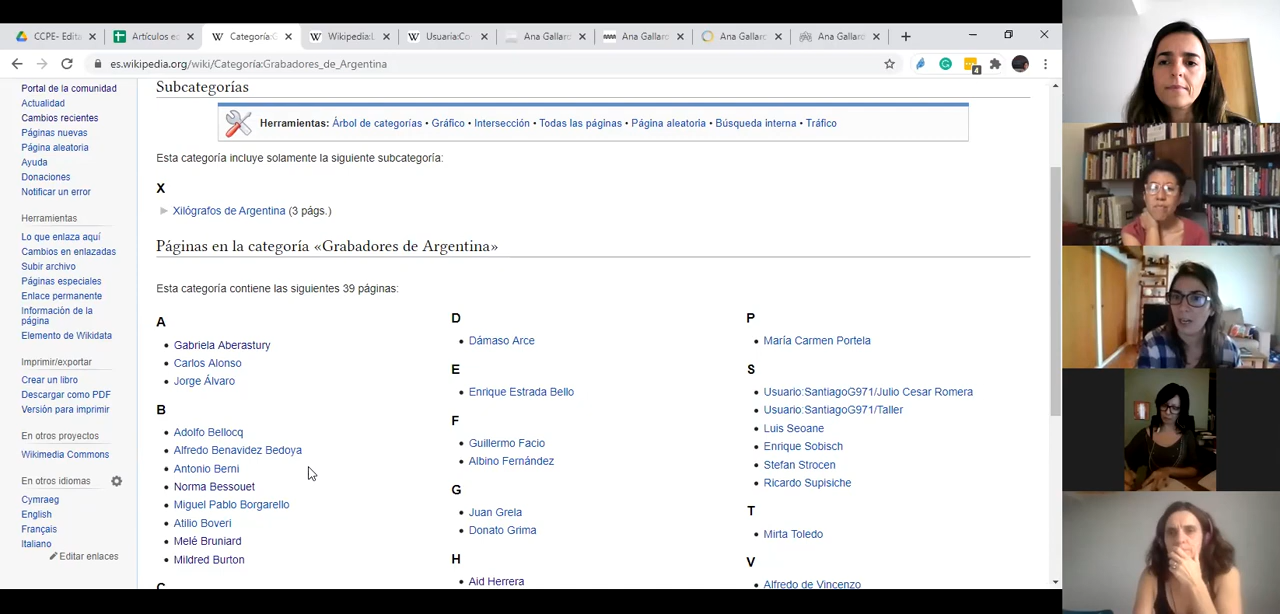 CCPE- Edita
Artículos ed
Categoría:G
Wikipedia:L
Usuaria:Co
Ana Gallard
Ana Gallard
Ana Gallard
Ana Gallard
es.wikipedia.org/wiki/Categoría:Grabadores_de_Argentina
4
Portal de la comunidad
Actualidad
Cambios recientes
Páginas nuevas
Página aleatoria
Ayuda
Donaciones
Notificar un error
Herramientas
Lo que enlaza aquí
Cambios en enlazadas
Subir archivo
Páginas especiales
Enlace permanente
Información de la
página
Elemento de Wikidata
Imprimir/exportar
Crear un libro
Descargar como PDF
Versión para imprimir
En otros proyectos
Wikimedia Commons
En otros idiomas
Cymraeg
English
Français
Italiano
Editar enlaces
Subcategorías
Herramientas: Árbol de categorías • Gráfico • Intersección • Todas las páginas • Página aleatoria • Búsqueda interna • Tráfico
Esta categoría incluye solamente la siguiente subcategoría:
X
Xilógrafos de Argentina (3 págs.)
Páginas en la categoría «Grabadores de Argentina»
Esta categoría contiene las siguientes 39 páginas:
A
Gabriela Aberastury
Carlos Alonso
Jorge Álvaro
B
Adolfo Bellocq
Alfredo Benavidez Bedoya
Antonio Berni
Norma Bessouet
Miguel Pablo Borgarello
Atilio Boveri
Melé Bruniard
Mildred Burton
C
D
Dámaso Arce
E
Enrique Estrada Bello
F
Guillermo Facio
Albino Fernández
G
Juan Grela
Donato Grima
H
Aid Herrera
P
María Carmen Portela
S
Usuario:SantiagoG971/Julio Cesar Romera
Usuario:SantiagoG971/Taller
Luis Seoane
Enrique Sobisch
Stefan Strocen
Ricardo Supisiche
T
Mirta Toledo
V
Alfredo de Vincenzo